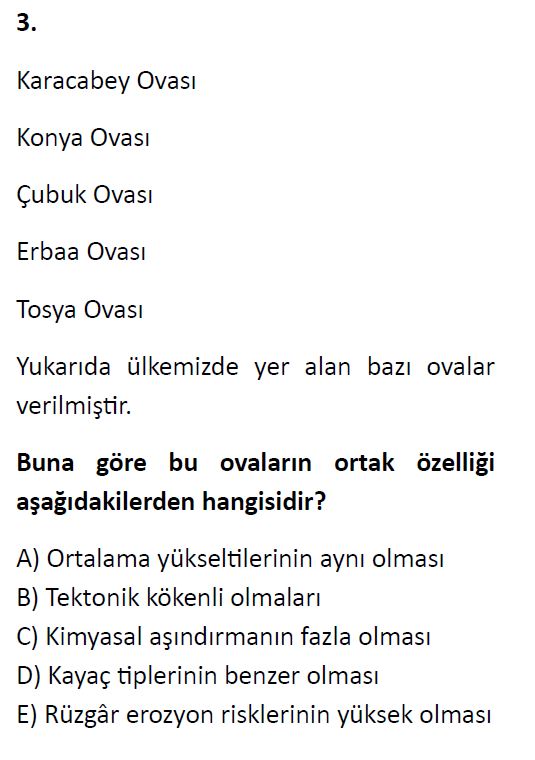 3.
Karacabey Ovası
Konya Ovası
Çubuk Ovası
Erbaa Ovası
Tosya Ovası
Yukarıda ülkemizde yer alan bazı ovalar
verilmiştir.
Buna göre bu ovaların ortak özelliği
aşağıdakilerden hangisidir?
A) Ortalama yükseltilerinin aynı olması
B) Tektonik kökenli olmaları
C) Kimyasal aşındırmanın fazla olması
D) Kayaç tiplerinin benzer olması
E) Rüzgâr erozyon risklerinin yüksek olması